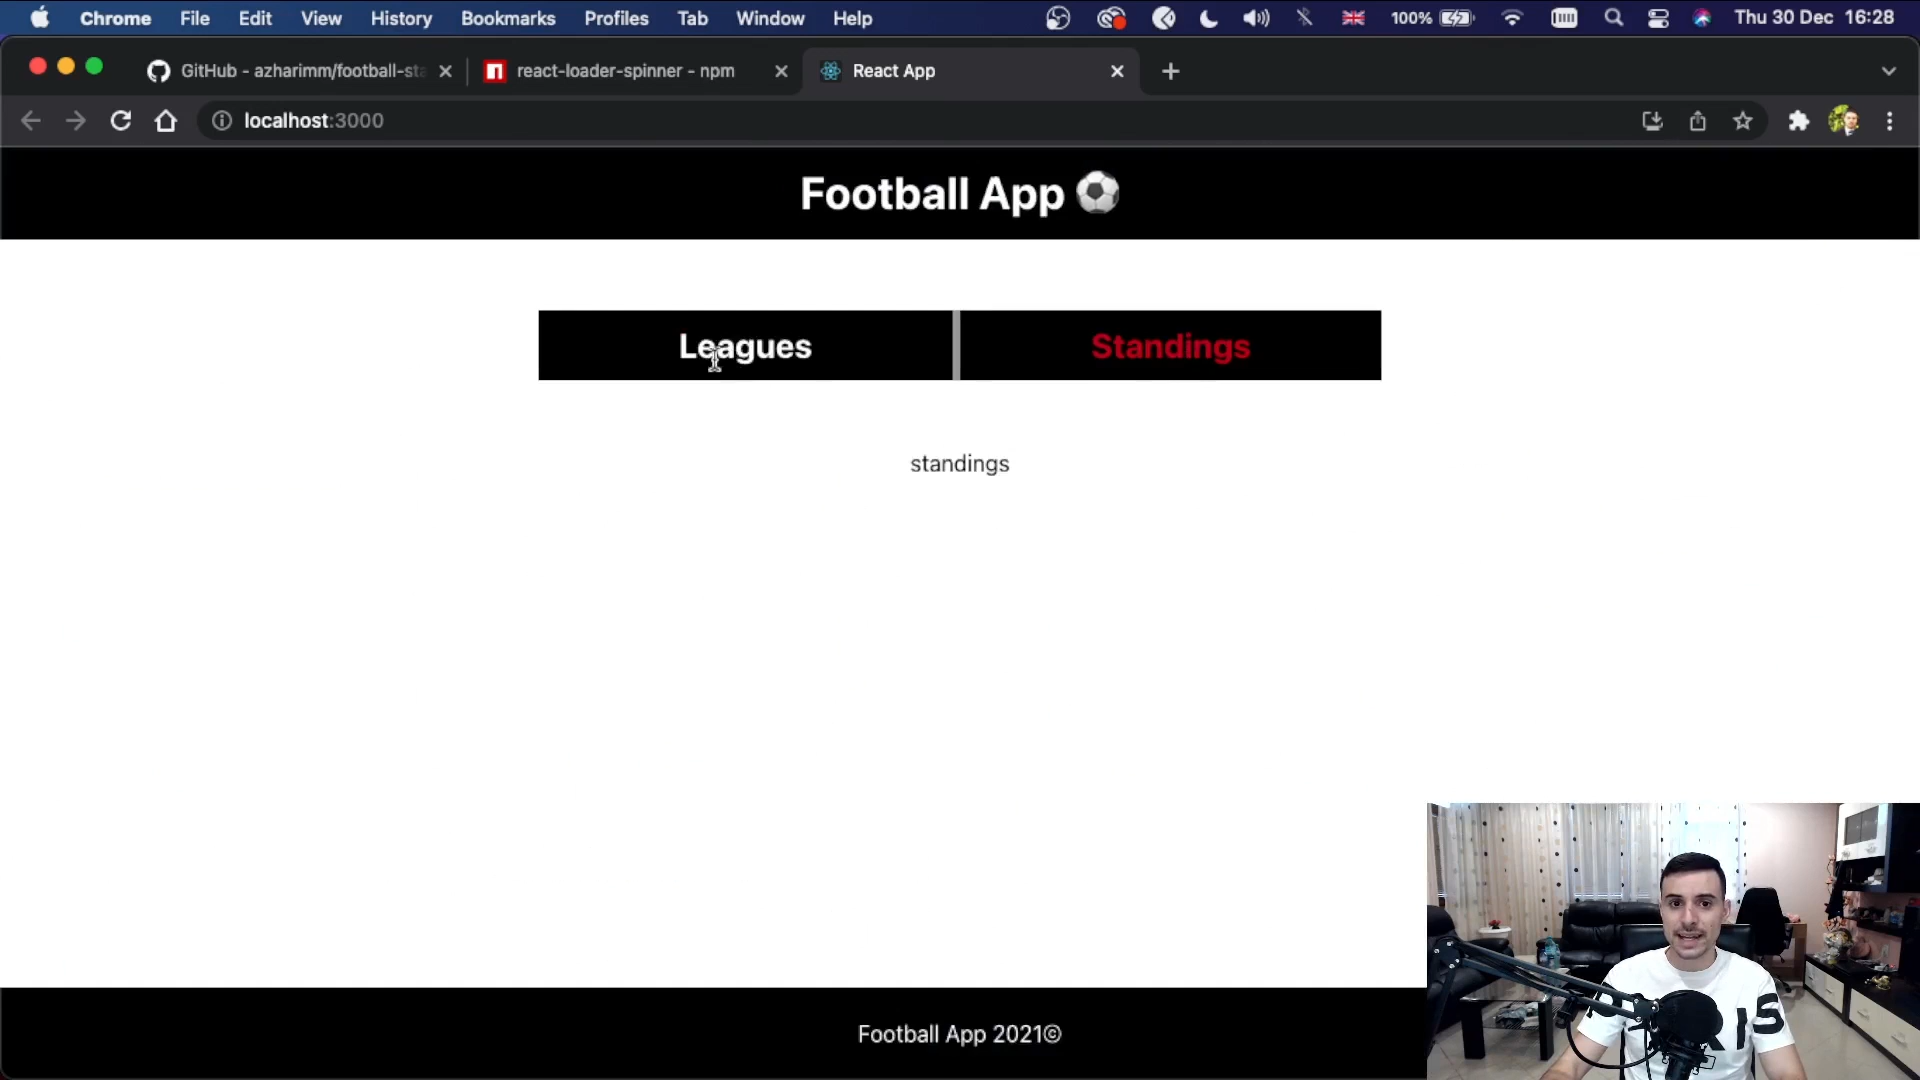 Chrome File Edit View History Bookmarks Profiles Tab Window Help 100% Thu 30 Dec 16:28
GitHub - azharimm/football-sta react-loader-spinner - npm React App
localhost:3000
Football App ⚽
Leagues Standings
standings
Football App 2021©